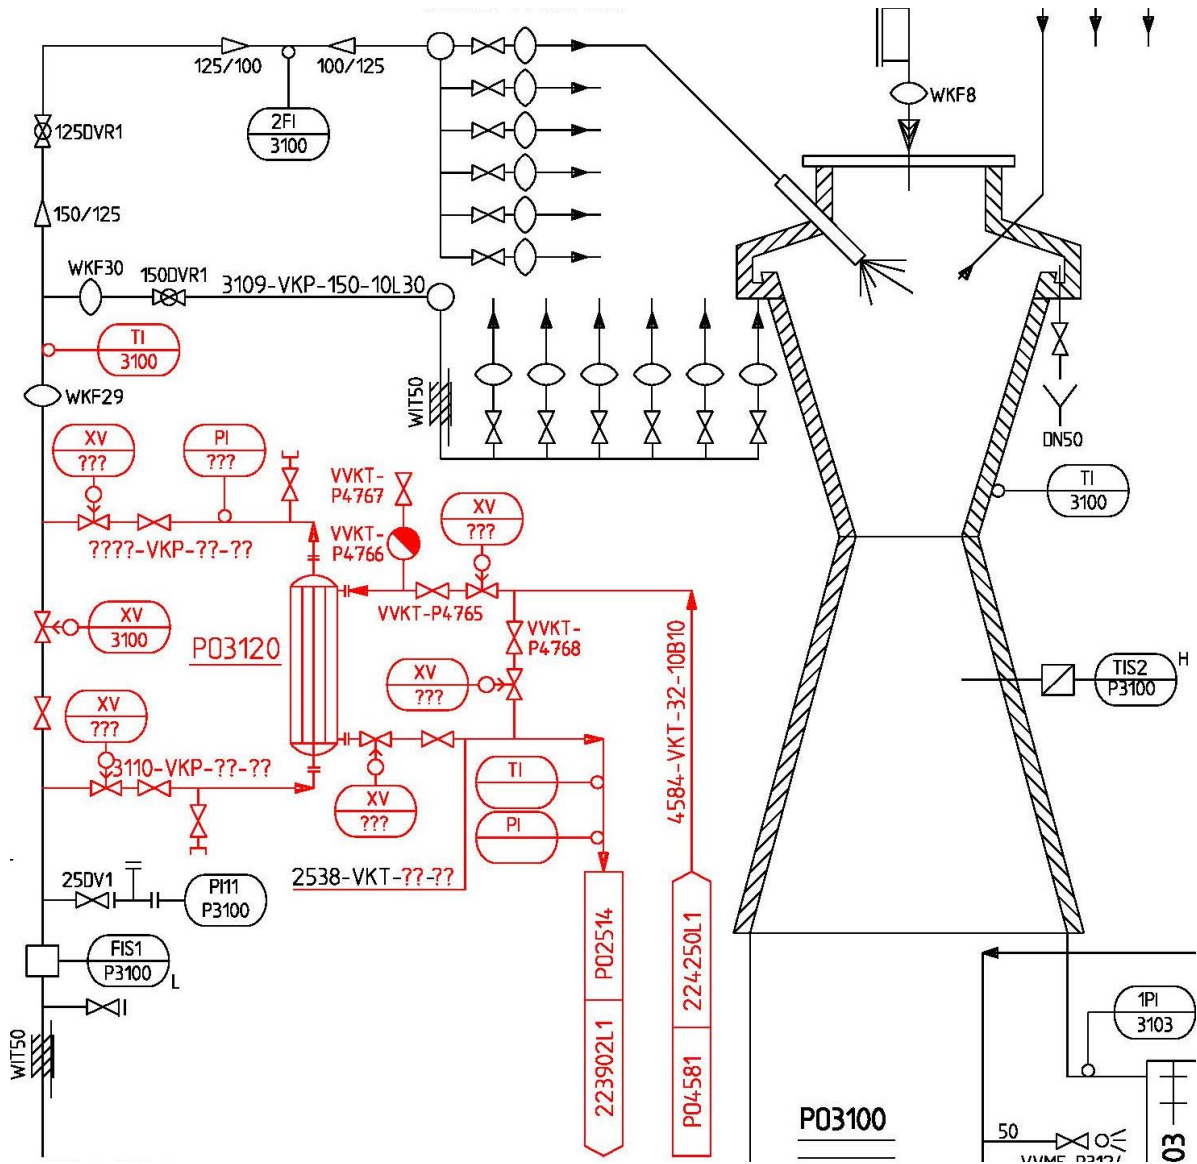 125/100
100/125
2FI
3100
WKF8
125DVR1
150/125
WKF30
150DVR1
3109-VKP-150-10L30
TI
3100
WKF29
WIT50
DN50
XV
???
PI
???
VVKT-
P4767
VVKT-
P4766
XV
???
TI
3100
????-VKP-??-??
VVKT-P4765
VVKT-
P4768
XV
3100
P03120
XV
???
4584-VKT-32-10B10
TIS2
P3100
H
XV
???
3110-VKP-??-??
TI
PI
XV
???
2538-VKT-??-??
25DV1
PI11
P3100
P02514
223902L1
224250L1
P04581
FIS1
P3100
L
WIT50
1PI
3103
P03100
50
03